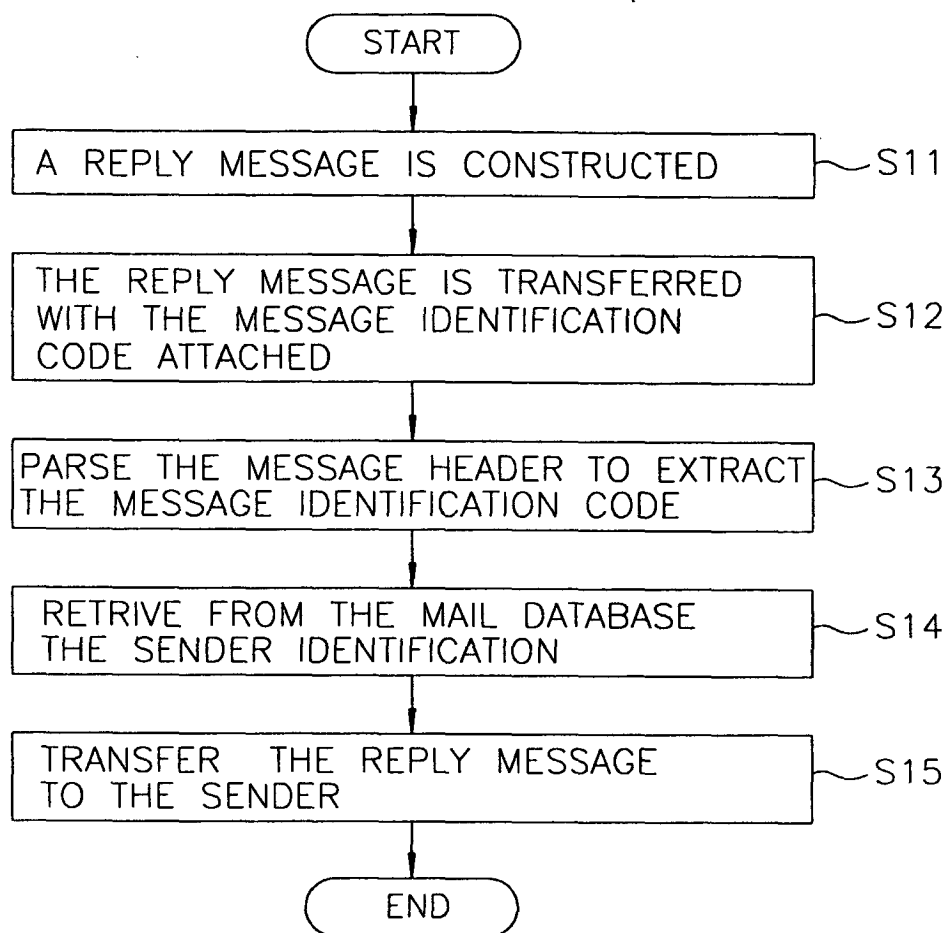 START
A REPLY MESSAGE IS CONSTRUCTED
S11
THE REPLY MESSAGE IS TRANSFERRED
WITH THE MESSAGE IDENTIFICATION
CODE ATTACHED
S12
PARSE THE MESSAGE HEADER TO EXTRACT
THE MESSAGE IDENTIFICATION CODE
S13
RETRIVE FROM THE MAIL DATABASE
THE SENDER IDENTIFICATION
S14
TRANSFER THE REPLY MESSAGE
TO THE SENDER
S15
END